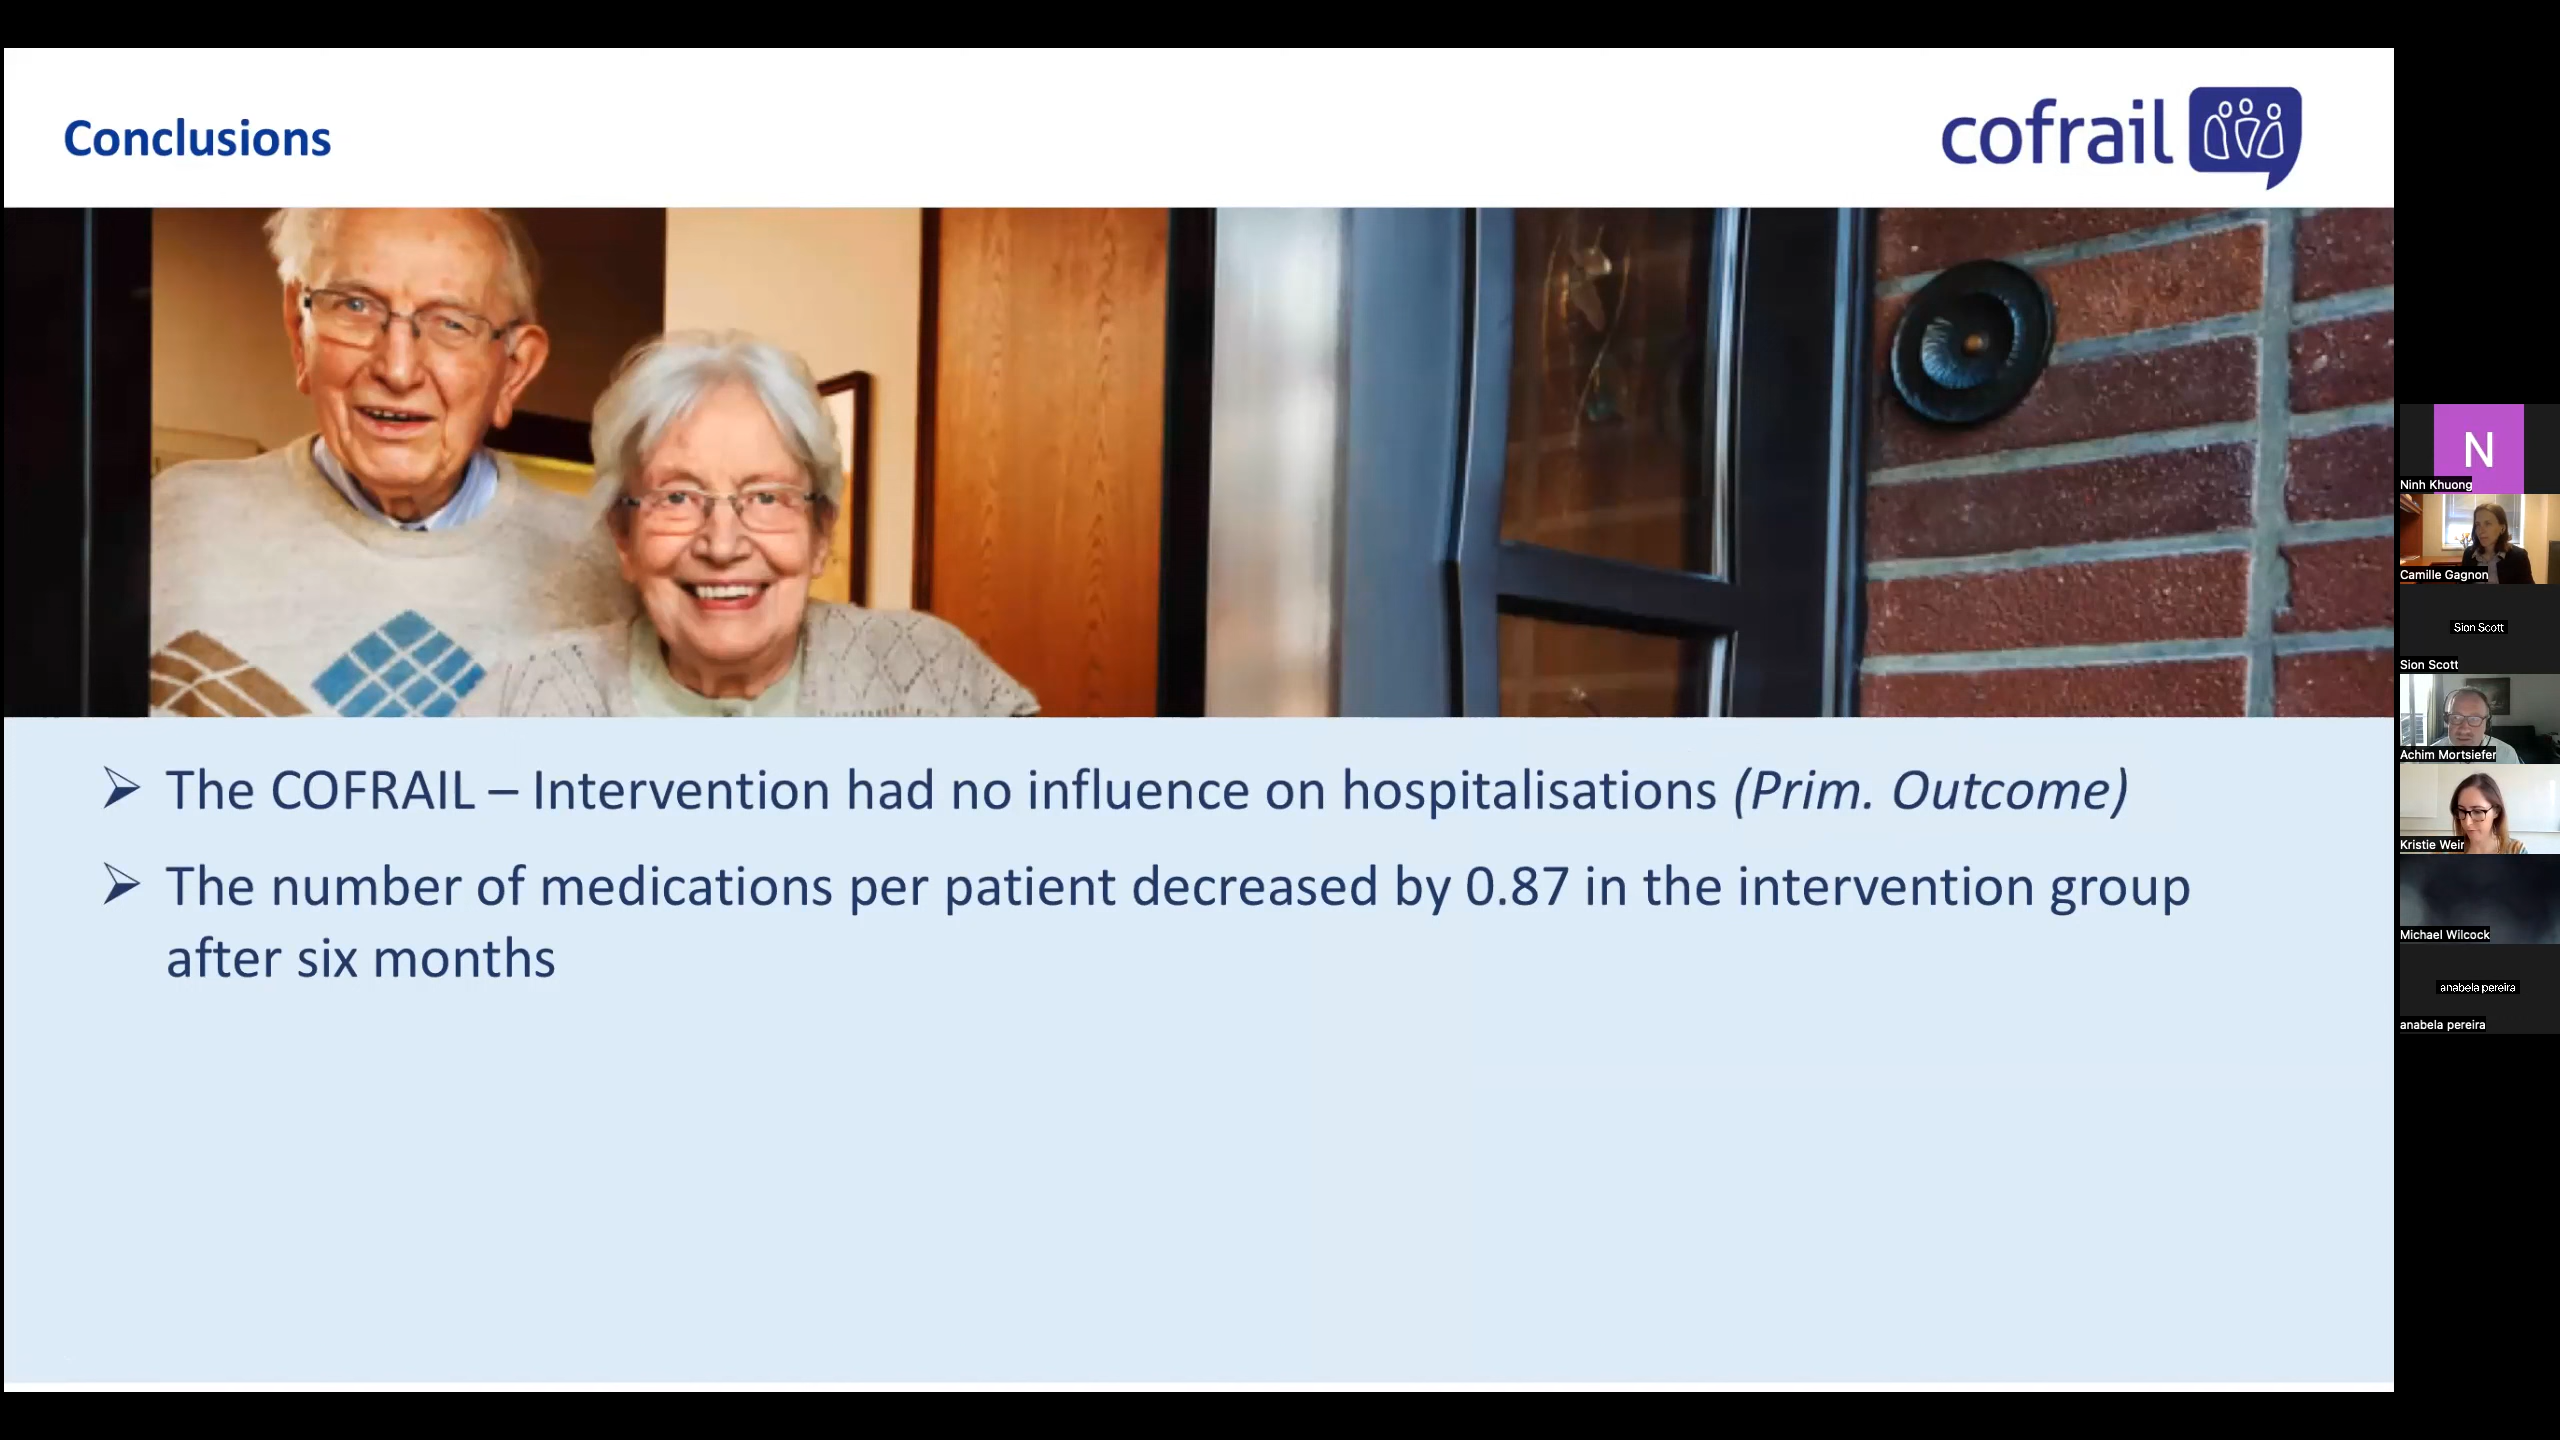 Conclusions
cofrail
The COFRAIL – Intervention had no influence on hospitalisations (Prim. Outcome)
The number of medications per patient decreased by 0.87 in the intervention group
after six months
N
Ninh Khuong
Camille Gagnon
Sion Scott
Sion Scott
Achim Mortsiefer
Kristie Weir
Michael Wilcock
anabela pereira
anabela pereira